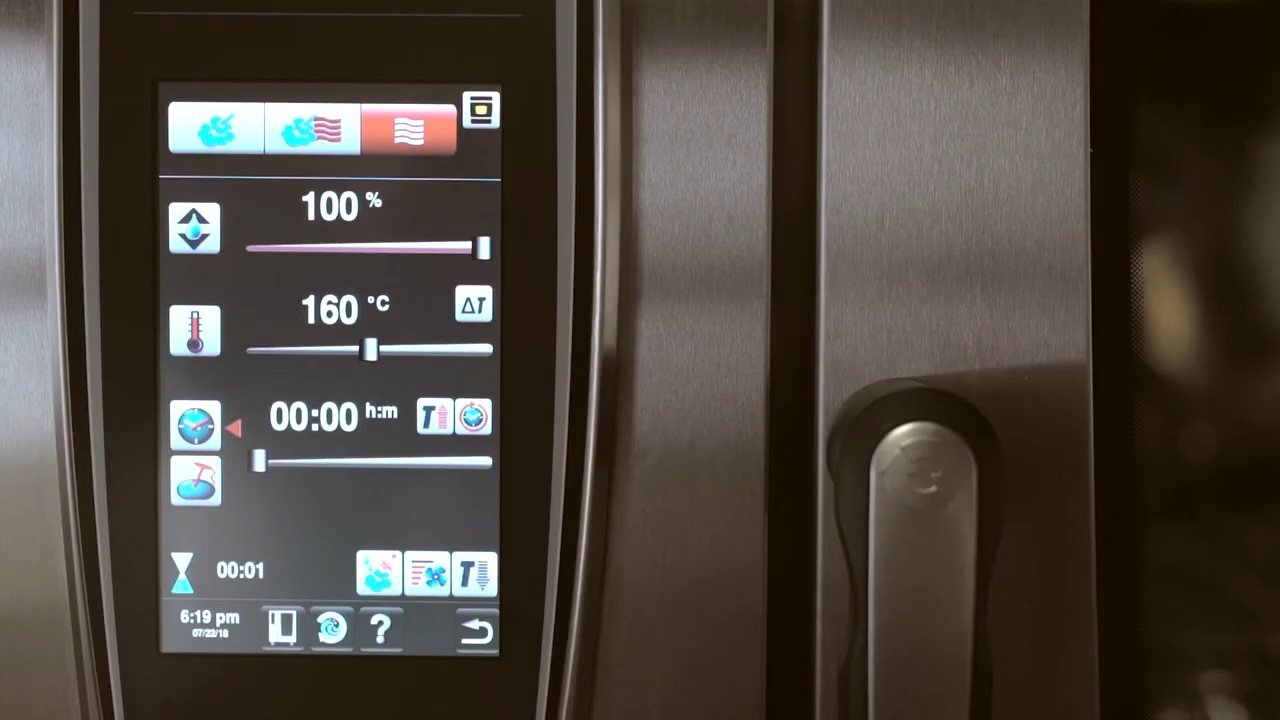 100 %
160 °C
ΔT
00:00 h:m
T
00:01
T
6:19 pm
07/22/18
?